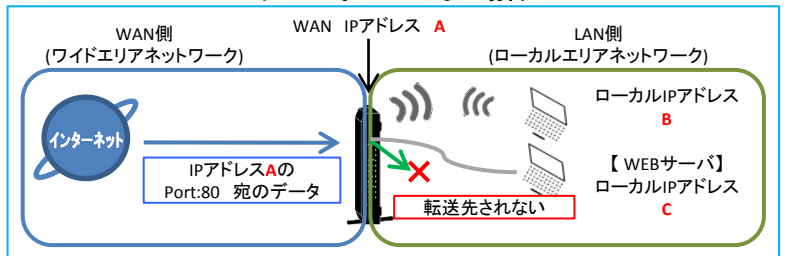 WAN側
(ワイドエリアネットワーク)
WAN IPアドレス A
LAN側
(ローカルエリアネットワーク)
インターネット
IPアドレスAの
Port:80 宛のデータ
転送先されない
ローカルIPアドレス
B
【 WEBサーバ】
ローカルIPアドレス
C